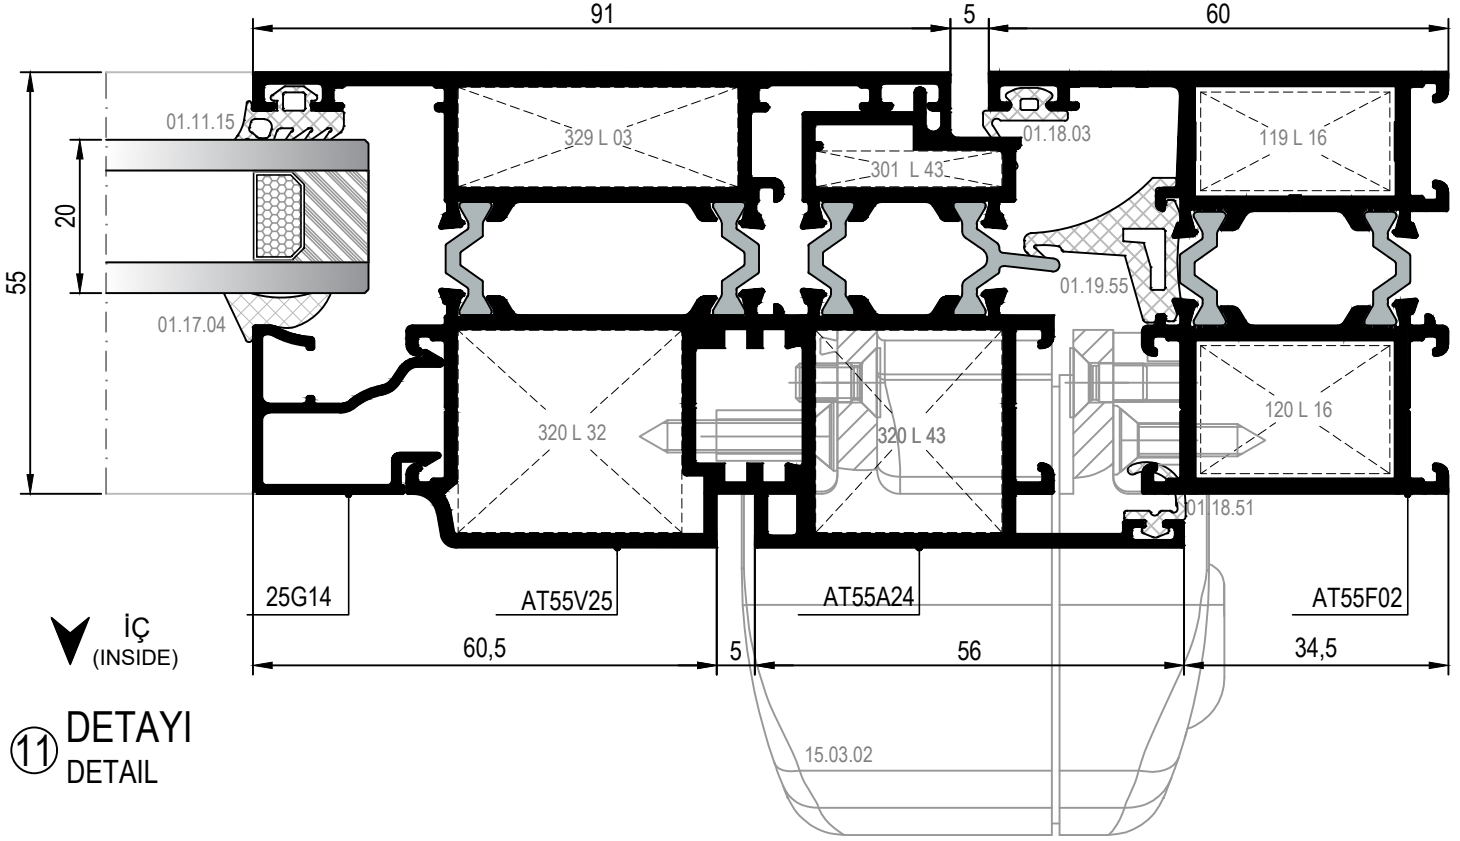 91
5
60
01.11.15
329 L 03
01.18.03
119 L 16
301 L 43
20
55
01.19.55
01.17.04
320 L 32
320 L 43
120 L 16
01.18.51
25G14
AT55V25
AT55A24
AT55F02
İÇ
(INSIDE)
60,5
5
56
34,5
11
DETAYI
DETAIL
15.03.02